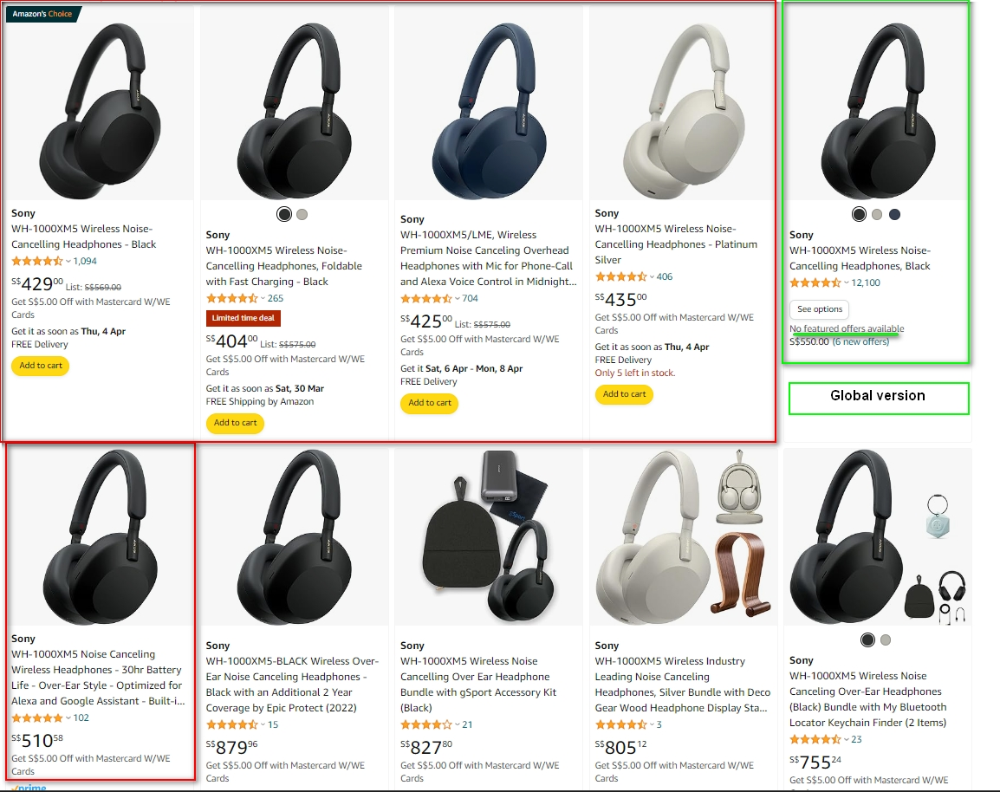 Amazon's Choice
Sony
WH-1000XM5 Wireless Noise-
Cancelling Headphones - Black
1,094
S$42900 List: S$569.00
Get S$5.00 Off with Mastercard W/WE
Cards
Get it as soon as Thu, 4 Apr
FREE Delivery
Add to cart
Sony
WH-1000XM5 Wireless Noise-
Cancelling Headphones, Foldable
with Fast Charging - Black
265
Limited time deal
S$40400 List: S$575.00
Get S$5.00 Off with Mastercard W/WE
Cards
Get it as soon as Sat, 30 Mar
FREE Shipping by Amazon
Add to cart
Sony
WH-1000XM5/LME, Wireless
Premium Noise Canceling Overhead
Headphones with Mic for Phone-Call
and Alexa Voice Control in Midnight...
704
S$42500 List: S$575.00
Get S$5.00 Off with Mastercard W/WE
Cards
Get it Sat, 6 Apr - Mon, 8 Apr
FREE Delivery
Add to cart
Sony
WH-1000XM5 Wireless Noise-
Cancelling Headphones - Platinum
Silver
406
S$43500
Get S$5.00 Off with Mastercard W/WE
Cards
Get it as soon as Thu, 4 Apr
FREE Delivery
Only 5 left in stock.
Add to cart
Sony
WH-1000XM5 Wireless Noise-
Cancelling Headphones, Black
12,100
See options
No featured offers available
S$550.00 (6 new offers)
Global version
Sony
WH-1000XM5 Noise Canceling
Wireless Headphones - 30hr Battery
Life - Over-Ear Style - Optimized for
Alexa and Google Assistant - Built-i...
102
S$51058
Get S$5.00 Off with Mastercard W/WE
Cards
prime
Sony
WH-1000XM5-BLACK Wireless Over-
Ear Noise Canceling Headphones -
Black with an Additional 2 Year
Coverage by Epic Protect (2022)
15
S$87996
Get S$5.00 Off with Mastercard W/WE
Cards
Sony
WH-1000XM5 Wireless Noise
Cancelling Over Ear Headphone
Bundle with gSport Accessory Kit
(Black)
21
S$82780
Get S$5.00 Off with Mastercard W/WE
Cards
Sony
WH-1000XM5 Wireless Industry
Leading Noise Canceling
Headphones, Silver Bundle with Deco
Gear Wood Headphone Display Sta...
3
S$80512
Get S$5.00 Off with Mastercard W/WE
Cards
Sony
WH-1000XM5 Wireless Noise
Canceling Over-Ear Headphones
(Black) Bundle with My Bluetooth
Locator Keychain Finder (2 Items)
23
S$75524
Get S$5.00 Off with Mastercard W/WE
Cards